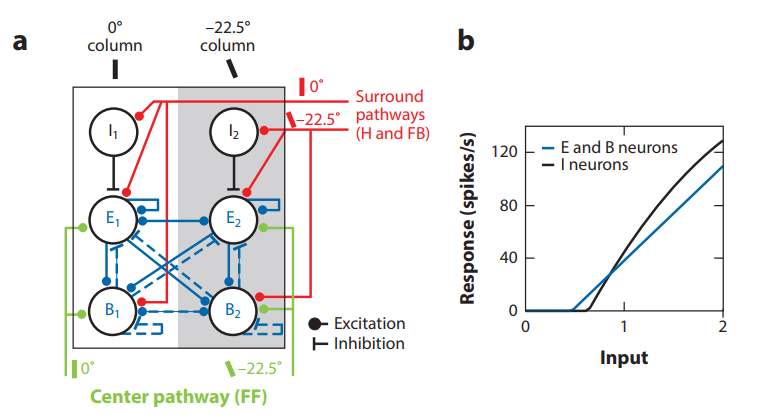 a
0°
column
–22.5°
column
0°
–22.5°
Surround
pathways
(H and FB)
I1
I2
E1
E2
B1
B2
Excitation
Inhibition
0°
–22.5°
Center pathway (FF)
b
Response (spikes/s)
120
80
40
0
E and B neurons
I neurons
0
1
2
Input